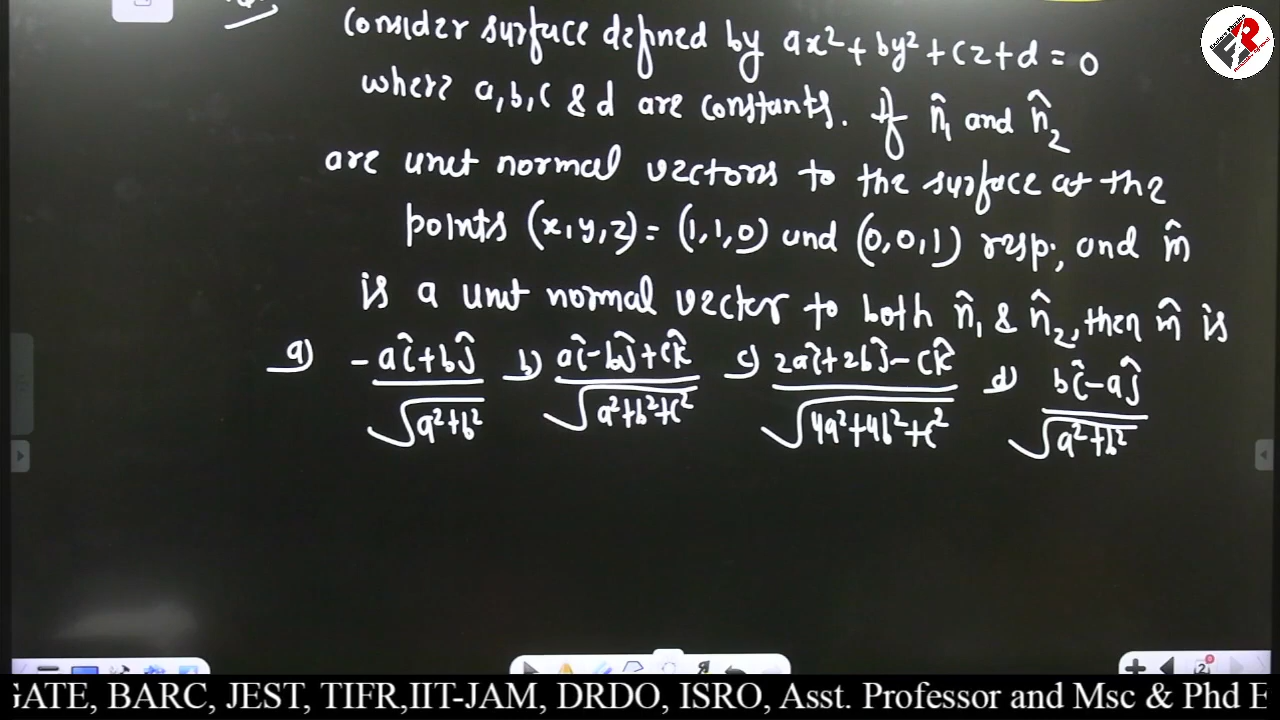 Consider surface defined by ax²+by²+cz+d=0
where a,b,c & d are constants. If n̂₁ and n̂₂
are unit normal vectors to the surface at the
points (x,y,z)=(1,1,0) and (0,0,1) resp; and m̂
is a unit normal vector to both n̂₁ & n̂₂, then m̂ is
a) -aî+bĵ/√a²+b² b) aî-bĵ+ck̂/√a²+b²+c² c) 2aî+2bĵ-ck̂/√4a²+4b²+c² d) bî-aĵ/√a²+b²
GATE, BARC, JEST, TIFR,IIT-JAM, DRDO, ISRO, Asst. Professor and Msc & Phd E